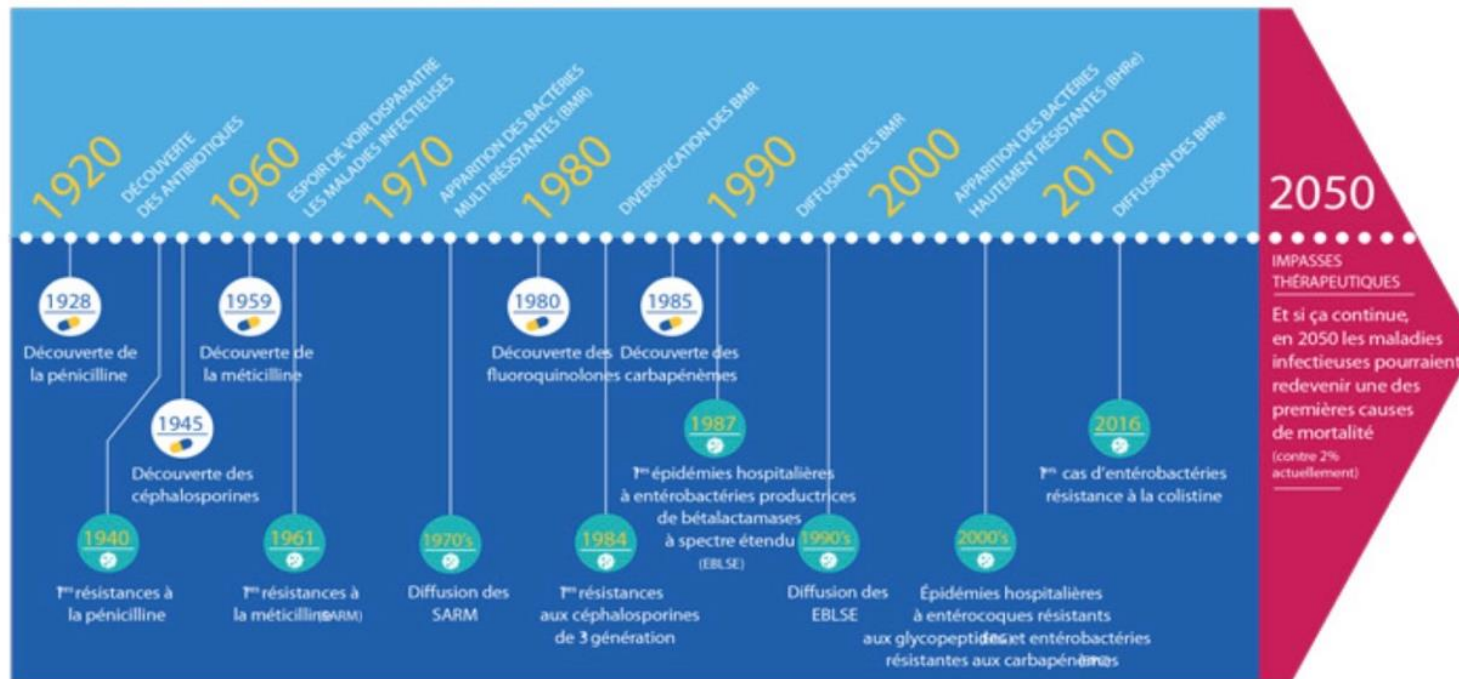 1920
DÉCOUVERTE
DES ANTIBIOTIQUES
1960
ESPOIR DE VOIR DISPARAITRE
LES MALADIES INFECTIEUSES
1970
APPARITION DES BACTÉRIES
MULTI-RÉSISTANTES (BMR)
1980
DIVERSIFICATION DES BMR
1990
DIFFUSION DES BMR
2000
APPARITION DES BACTÉRIES
HAUTEMENT RÉSISTANTES (BHRe)
2010
DIFFUSION DES BHRe
2050
IMPASSES
THÉRAPEUTIQUES
Et si ça continue,
en 2050 les maladies
infectieuses pourraient
redevenir une des
premières causes
de mortalité
(contre 2%
actuellement)
1928
Découverte de
la pénicilline
1959
Découverte de
la méticilline
1980
Découverte des
fluoroquinolones
1985
Découverte des
carbapénèmes
1945
Découverte des
céphalosporines
1987
1res épidémies hospitalières
à entérobactéries productrices
de bétalactamases
à spectre étendu
(EBLSE)
2016
1ers cas d'entérobactéries
résistance à la colistine
1940
1res résistances à
la pénicilline
1961
1res résistances à
la méticilline (SARM)
1970's
Diffusion des
SARM
1984
1res résistances
aux céphalosporines
de 3 génération
1990's
Diffusion des
EBLSE
2000's
Épidémies hospitalières
à entérocoques résistants
aux glycopeptides et entérobactéries
résistantes aux carbapénèmes